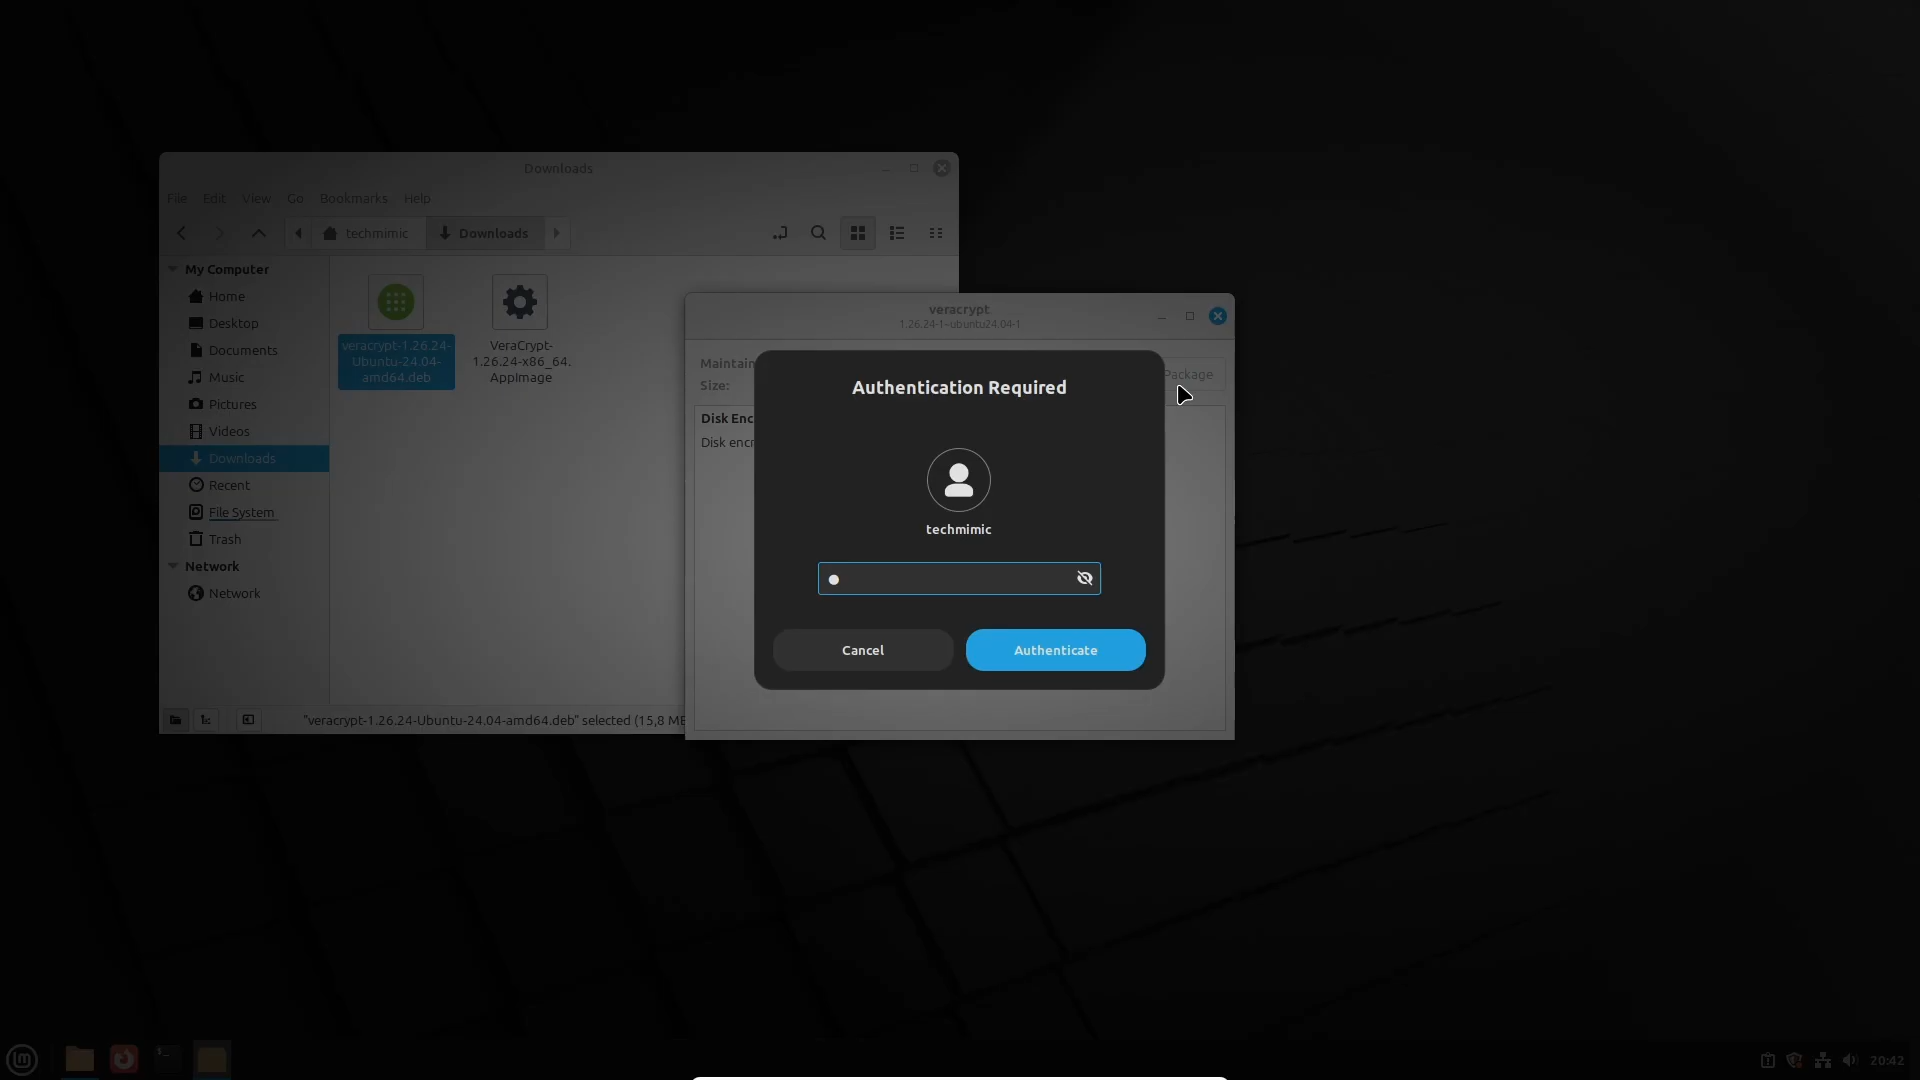 Downloads
File Edit View Go Bookmarks Help
techmimic
Downloads
My Computer
Home
Desktop
Documents
Music
Pictures
Videos
Downloads
Recent
File System
Trash
Network
Network
veracrypt-1.26.24-
Ubuntu-24.04-
amd64.deb
VeraCrypt-
1.26.24-x86_64.
AppImage
"veracrypt-1.26.24-Ubuntu-24.04-amd64.deb" selected (15,8 MB
veracrypt
1.26.24-1~ubuntu24.04-1
Maintain
Package
Size:
Disk Enc
Disk encr
Authentication Required
techmimic
Cancel
Authenticate
20:42